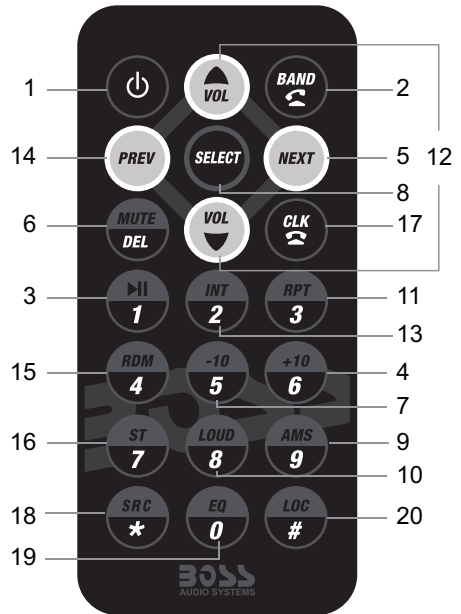 1 VOL BAND 2
14 PREV SELECT NEXT 5 12
8
6 MUTE VOL CLK 17
DEL
3 1 INT RPT 11
2 3
13
15 RDM -10 +10 4
4 5 6
7
16 ST LOUD AMS 9
7 8 9
10
18 SRC EQ LOC 20
* 0 #
19
BOSS
BOSS
AUDIO SYSTEMS